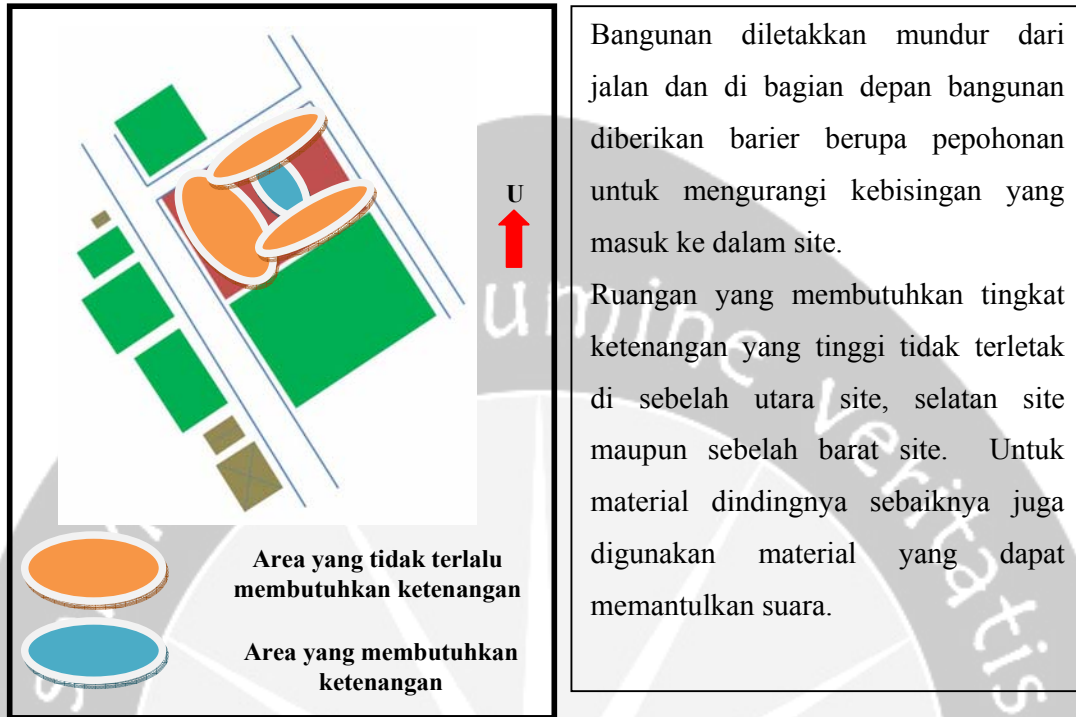 U
Area yang tidak terlalu
membutuhkan ketenangan
Area yang membutuhkan
ketenangan
Bangunan diletakkan mundur dari
jalan dan di bagian depan bangunan
diberikan barier berupa pepohonan
untuk mengurangi kebisingan yang
masuk ke dalam site.
Ruangan yang membutuhkan tingkat
ketenangan yang tinggi tidak terletak
di sebelah utara site, selatan site
maupun sebelah barat site. Untuk
material dindingnya sebaiknya juga
digunakan material yang dapat
memantulkan suara.
umine veritatis